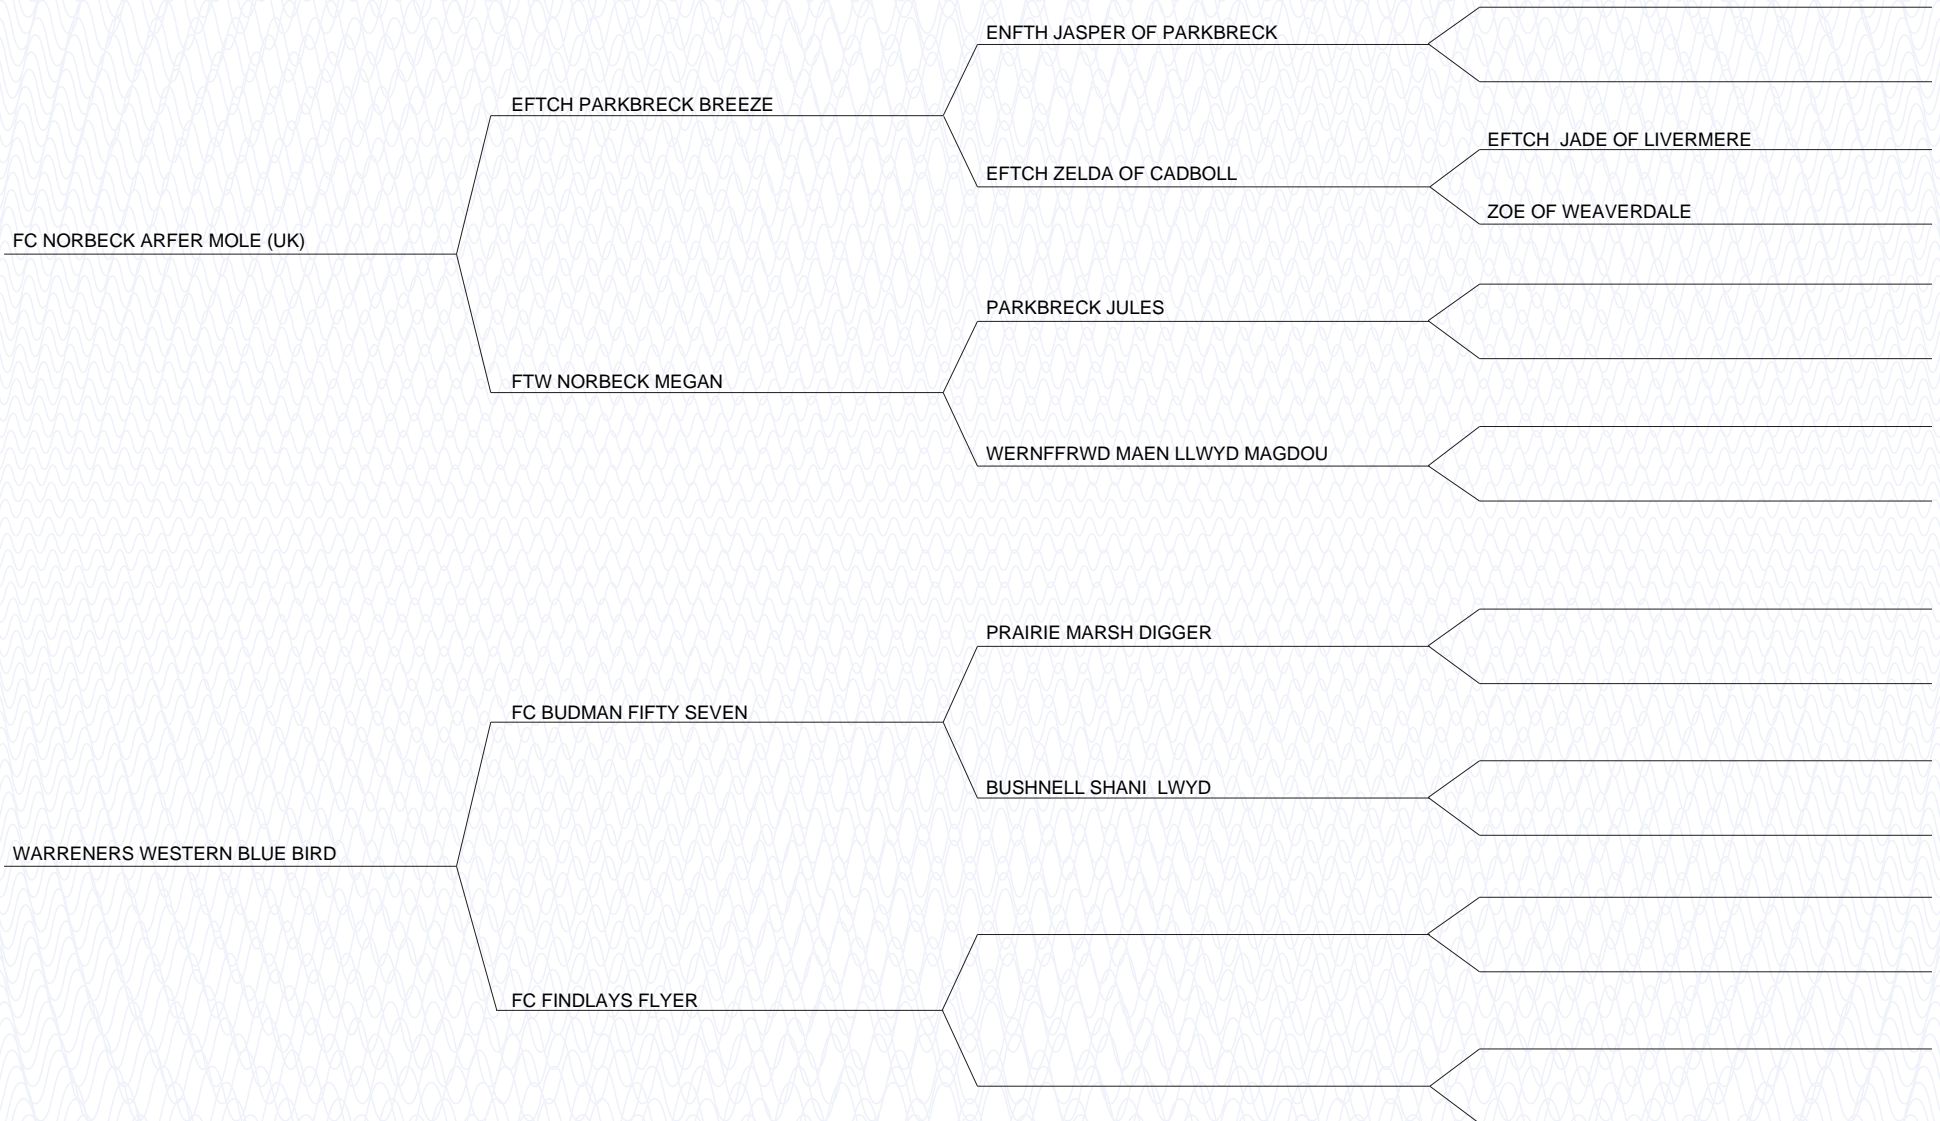 ENFTH JASPER OF PARKBRECK
EFTCH PARKBRECK BREEZE
EFTCH  JADE OF LIVERMERE
EFTCH ZELDA OF CADBOLL
ZOE OF WEAVERDALE
FC NORBECK ARFER MOLE (UK)
PARKBRECK JULES
FTW NORBECK MEGAN
WERNFFRWD MAEN LLWYD MAGDOU
PRAIRIE MARSH DIGGER
FC BUDMAN FIFTY SEVEN
BUSHNELL SHANI  LWYD
WARRENERS WESTERN BLUE BIRD
FC FINDLAYS FLYER